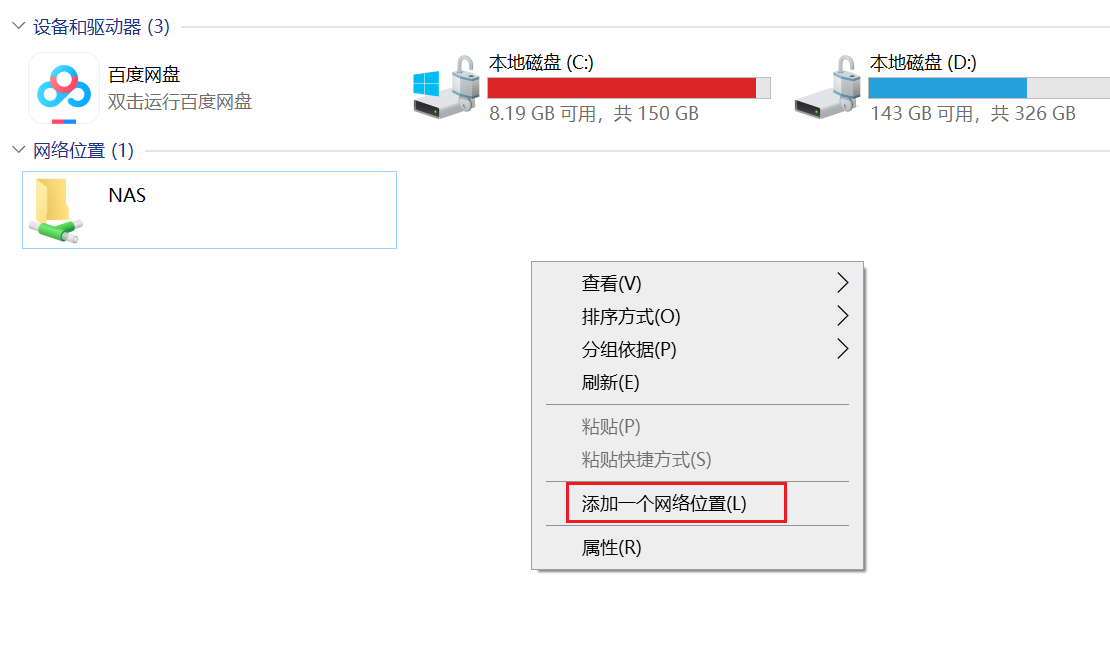 设备和驱动器 (3)
百度网盘
双击运行百度网盘
本地磁盘 (C:)
8.19 GB 可用，共 150 GB
本地磁盘 (D:)
143 GB 可用，共 326 GB
网络位置 (1)
NAS
查看(V)
排序方式(O)
分组依据(P)
刷新(E)
粘贴(P)
粘贴快捷方式(S)
添加一个网络位置(L)
属性(R)